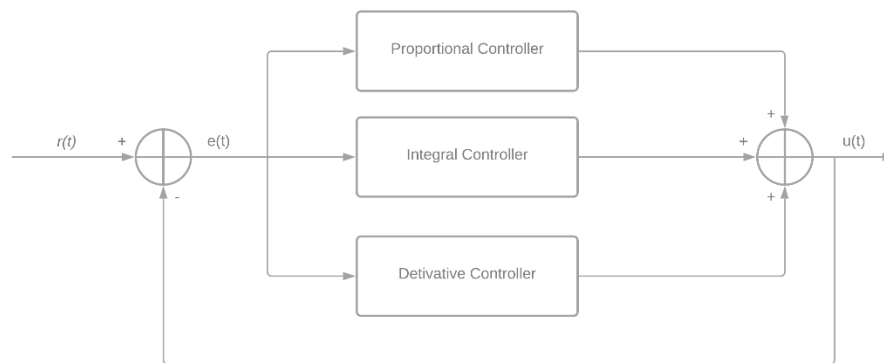 Proportional Controller
r(t)
+
e(t)
Integral Controller
+
+
u(t)
-
+
Detivative Controller